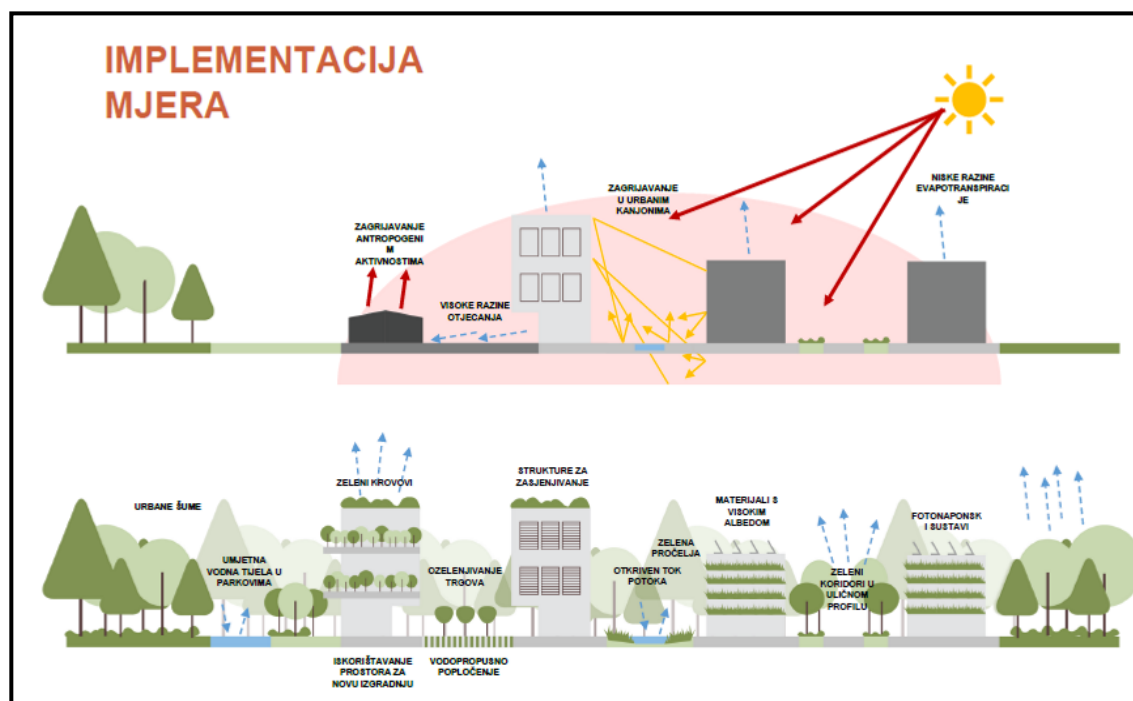 IMPLEMENTACIJA
MJERA
ZAGRIJAVANJE
U URBANIM
KANJONIMA
NISKE RAZINE
EVAPOTRANSPIRACI
JE
ZAGRIJAVANJE
ANTROPOGENI
M
AKTIVNOSTIMA
VISOKE RAZINE
OTJECANJA
URBANE ŠUME
ZELENI KROVOVI
STRUKTURE ZA
ZASJENJIVANJE
MATERIJALI S
VISOKIM
ALBEDOM
FOTONAPONSK
I SUSTAVI
UMJETNA
VODNA TIJELA U
PARKOVIMA
OZELENJIVANJE
TRGOVA
ZELENA
PROČELJA
OTKRIVEN TOK
POTOKA
ZELENI
KORIDORI U
ULIČNOM
PROFILU
ISKORIŠTAVANJE
PROSTORA ZA
NOVU IZGRADNJU
VODOPROPUSNO
POPLOČENJE